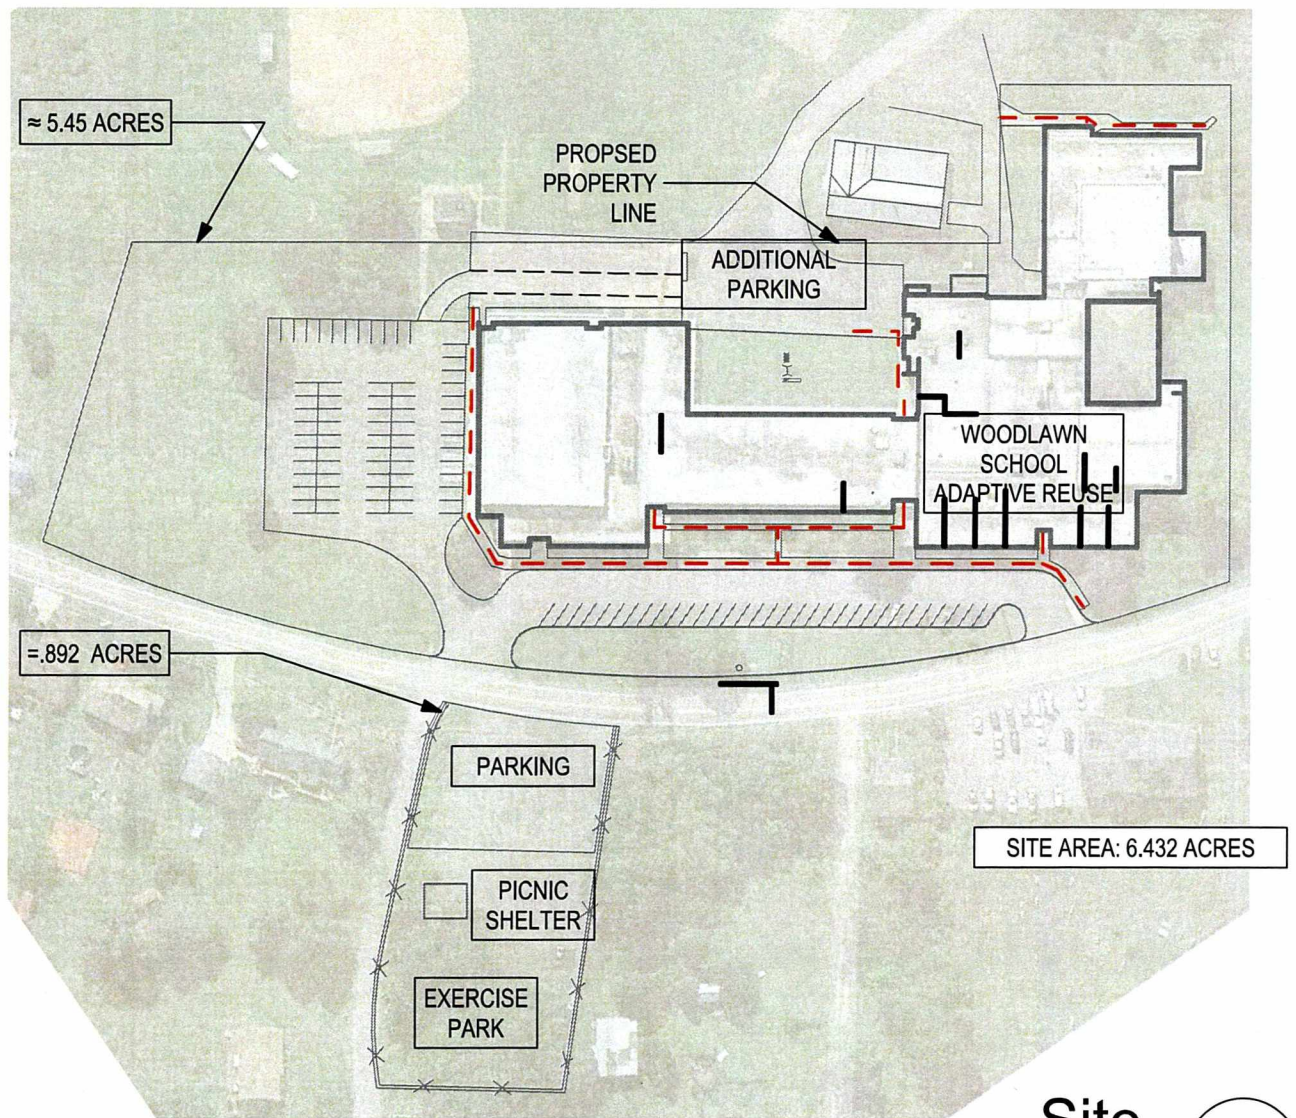 ≈ 5.45 ACRES
PROPSED
PROPERTY
LINE
ADDITIONAL
PARKING
WOODLAWN
SCHOOL
ADAPTIVE REUSE
=.892 ACRES
PARKING
SITE AREA: 6.432 ACRES
PICNIC
SHELTER
EXERCISE
PARK
Site